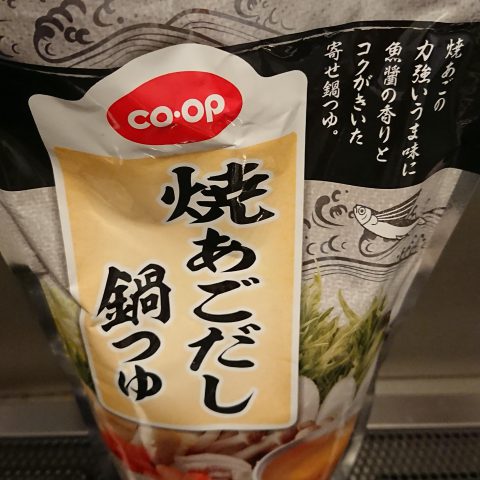 co·op
焼あごだし
鍋つゆ
焼あごの
力強いうま味に
魚醤の香りと
コクがきいた
寄せ鍋つゆ。